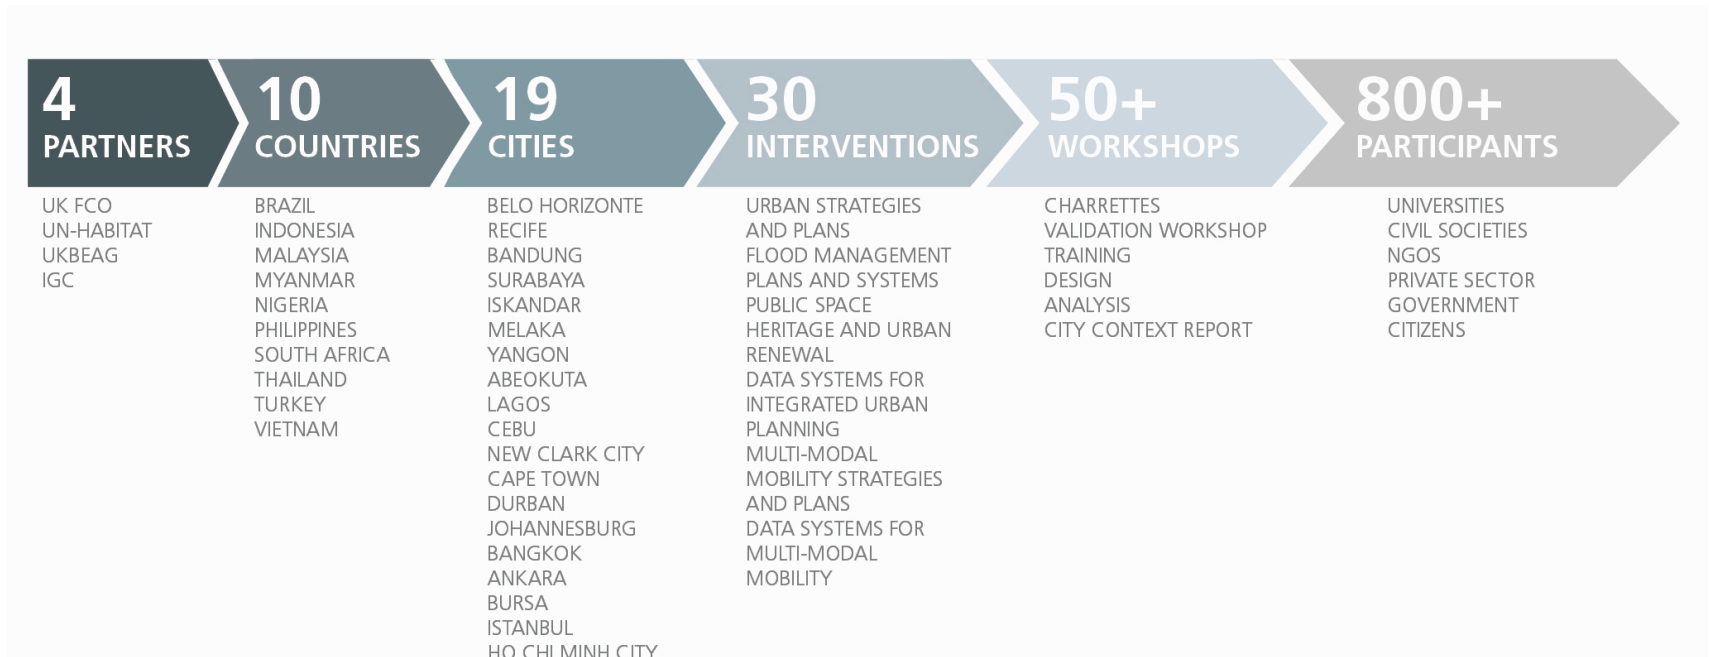 4
PARTNERS
UK FCO
UN-HABITAT
UKBEAG
IGC
10
COUNTRIES
BRAZIL
INDONESIA
MALAYSIA
MYANMAR
NIGERIA
PHILIPPINES
SOUTH AFRICA
THAILAND
TURKEY
VIETNAM
19
CITIES
BELO HORIZONTE
RECIFE
BANDUNG
SURABAYA
ISKANDAR
MELAKA
YANGON
ABEOKUTA
LAGOS
CEBU
NEW CLARK CITY
CAPE TOWN
DURBAN
JOHANNESBURG
BANGKOK
ANKARA
BURSA
ISTANBUL
HO CHI MINH CITY
30
INTERVENTIONS
URBAN STRATEGIES
AND PLANS
FLOOD MANAGEMENT
PLANS AND SYSTEMS
PUBLIC SPACE
HERITAGE AND URBAN
RENEWAL
DATA SYSTEMS FOR
INTEGRATED URBAN
PLANNING
MULTI-MODAL
MOBILITY STRATEGIES
AND PLANS
DATA SYSTEMS FOR
MULTI-MODAL
MOBILITY
50+
WORKSHOPS
CHARRETTES
VALIDATION WORKSHOP
TRAINING
DESIGN
ANALYSIS
CITY CONTEXT REPORT
800+
PARTICIPANTS
UNIVERSITIES
CIVIL SOCIETIES
NGOS
PRIVATE SECTOR
GOVERNMENT
CITIZENS